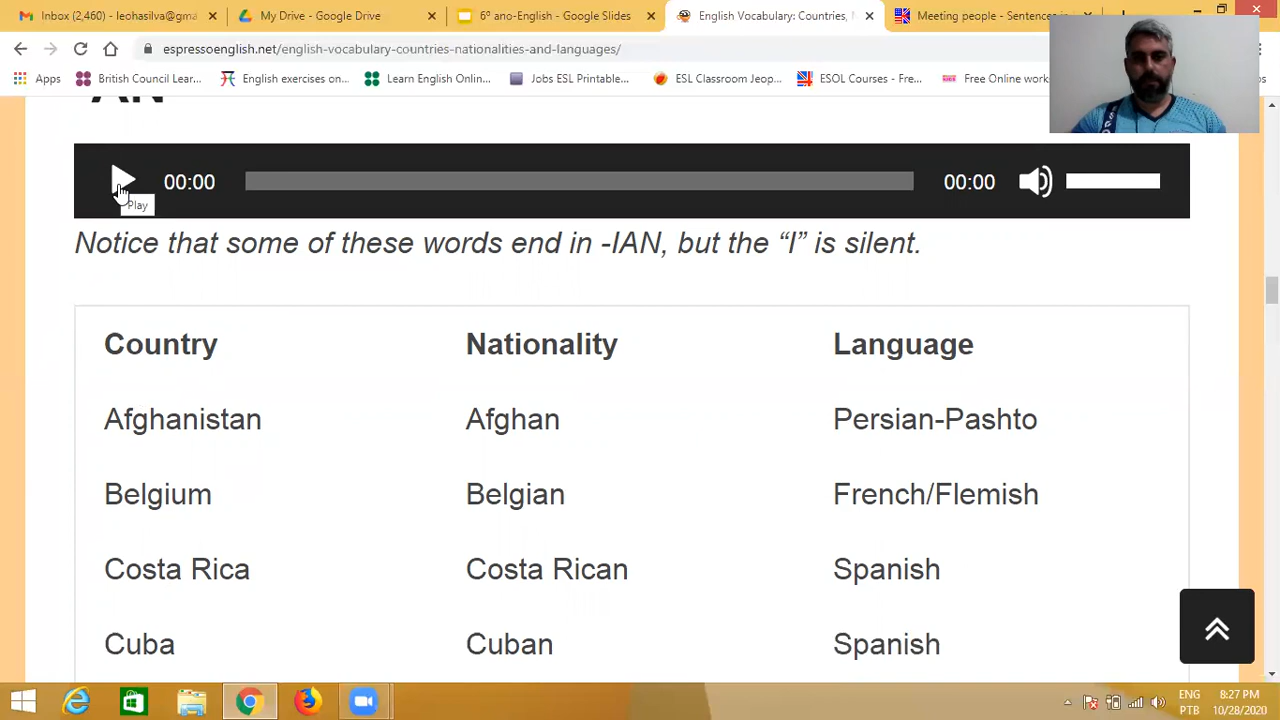 Inbox (2,460) - leohasilva@gma
My Drive - Google Drive
6º ano-English - Google Slides
English Vocabulary: Countries,
Meeting people - Sentences i
espressoenglish.net/english-vocabulary-countries-nationalities-and-languages/
Apps
British Council Lear...
English exercises on...
Learn English Onlin...
Jobs ESL Printable...
ESL Classroom Jeop...
ESOL Courses - Fre...
Free Online work
AN
00:00
00:00
Play
Notice that some of these words end in -IAN, but the “I” is silent.
Country Nationality Language
Afghanistan Afghan Persian-Pashto
Belgium Belgian French/Flemish
Costa Rica Costa Rican Spanish
Cuba Cuban Spanish
ENG 8:27 PM
PTB 10/28/2020